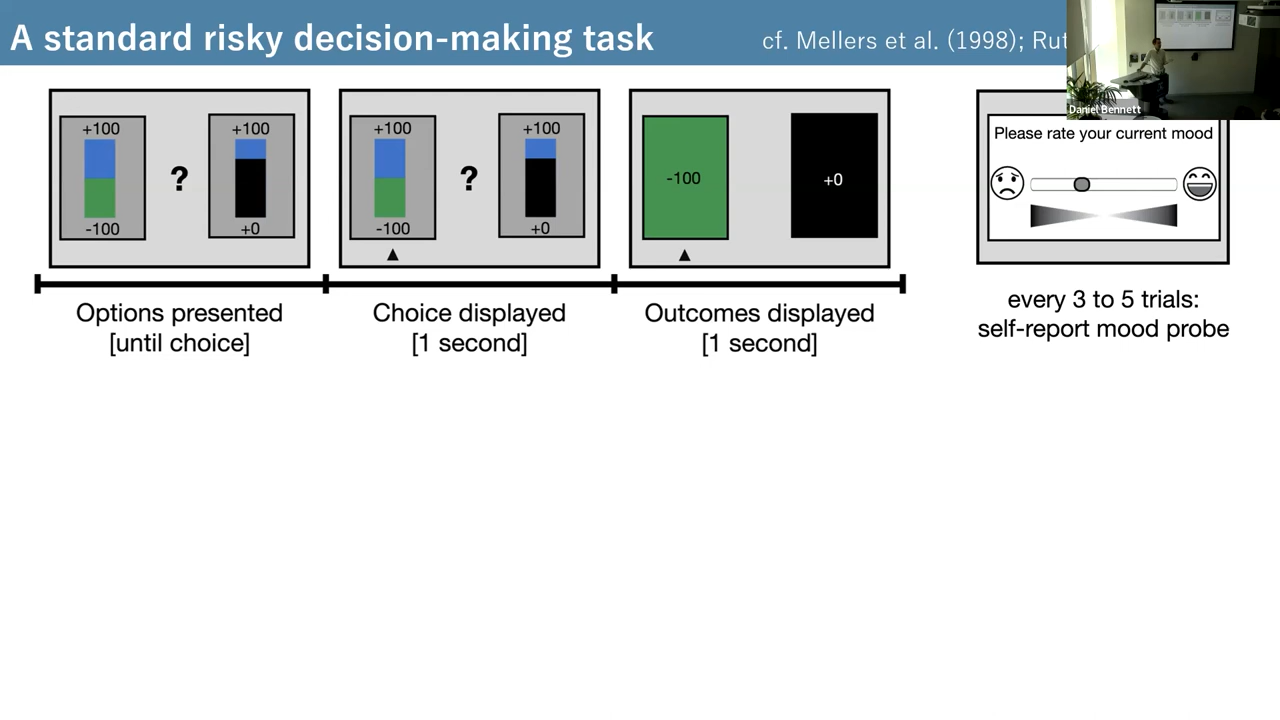 A standard risky decision-making task
cf. Mellers et al. (1998);
Daniel Bennett
+100
+100
?
-100
+0
+100
+100
?
-100
+0
-100
+0
Please rate your current mood
Options presented
[until choice]
Choice displayed
[1 second]
Outcomes displayed
[1 second]
every 3 to 5 trials:
self-report mood probe